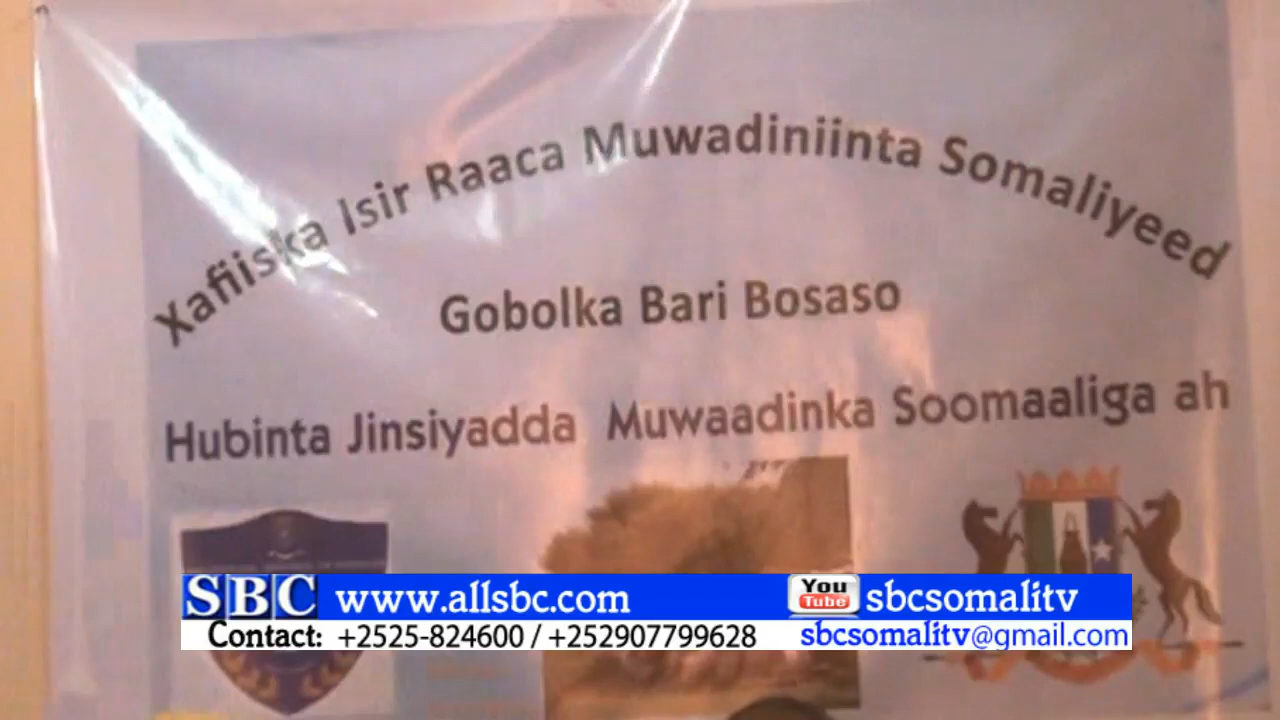 Xafiiska Isir Raaca Muwadiniinta Somaliyeed
Gobolka Bari Bosaso
Hubinta Jinsiyadda Muwaadinka Soomaaliga ah
SBC www.allsbc.com You Tube sbcsomalitv
Contact: +2525-824600 / +252907799628 sbcsomalitv@gmail.com